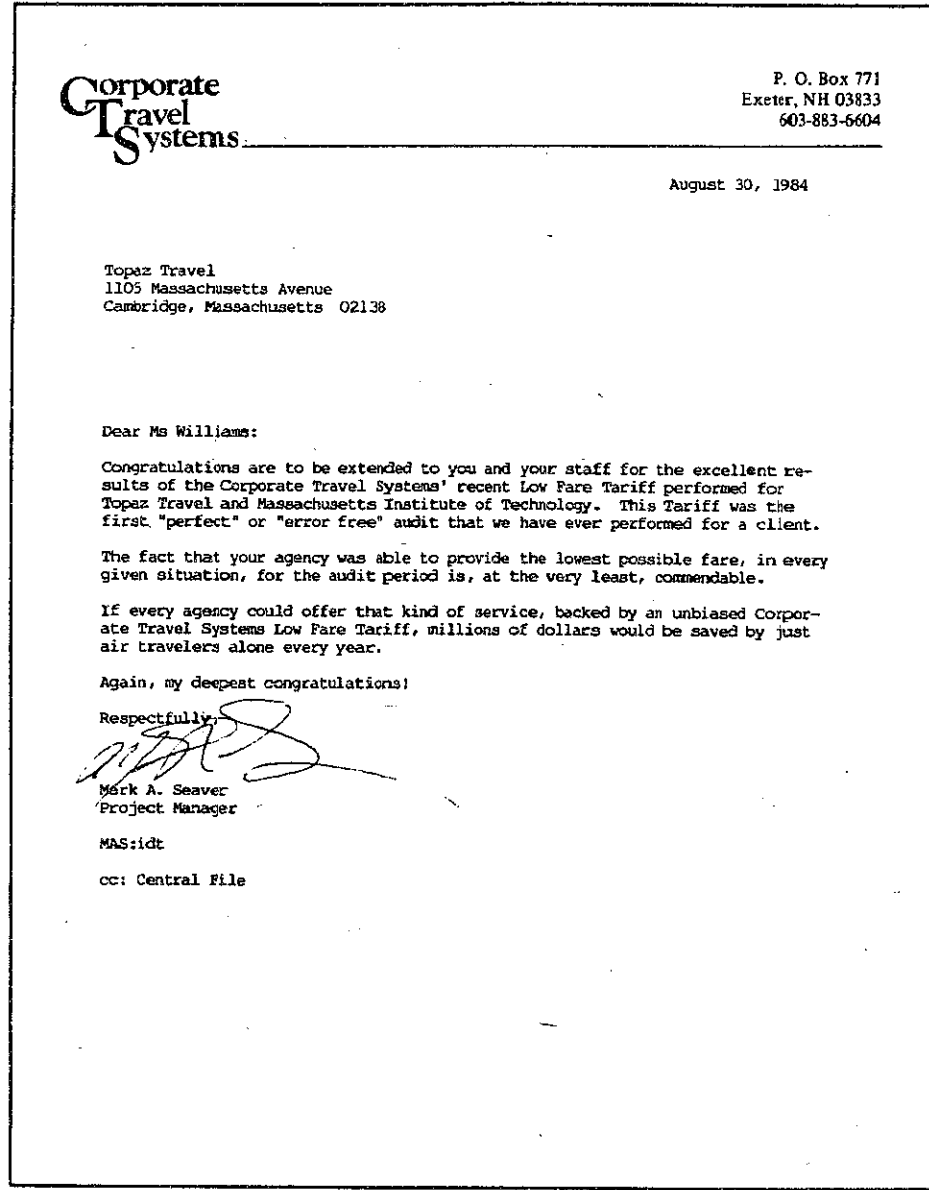 Corporate
Travel
Systems
P. O. Box 771
Exeter, NH 03833
603-883-6604
August 30, 1984
Topaz Travel
1105 Massachusetts Avenue
Cambridge, Massachusetts 02138
Dear Ms Williams:
Congratulations are to be extended to you and your staff for the excellent re-
sults of the Corporate Travel Systems' recent Low Fare Tariff performed for
Topaz Travel and Massachusetts Institute of Technology. This Tariff was the
first "perfect" or "error free" audit that we have ever performed for a client.
The fact that your agency was able to provide the lowest possible fare, in every
given situation, for the audit period is, at the very least, commendable.
If every agency could offer that kind of service, backed by an unbiased Corpor-
ate Travel Systems Low Fare Tariff, millions of dollars would be saved by just
air travelers alone every year.
Again, my deepest congratulations!
Respectfully,
Mark A. Seaver
Project Manager
MAS:idt
cc: Central File